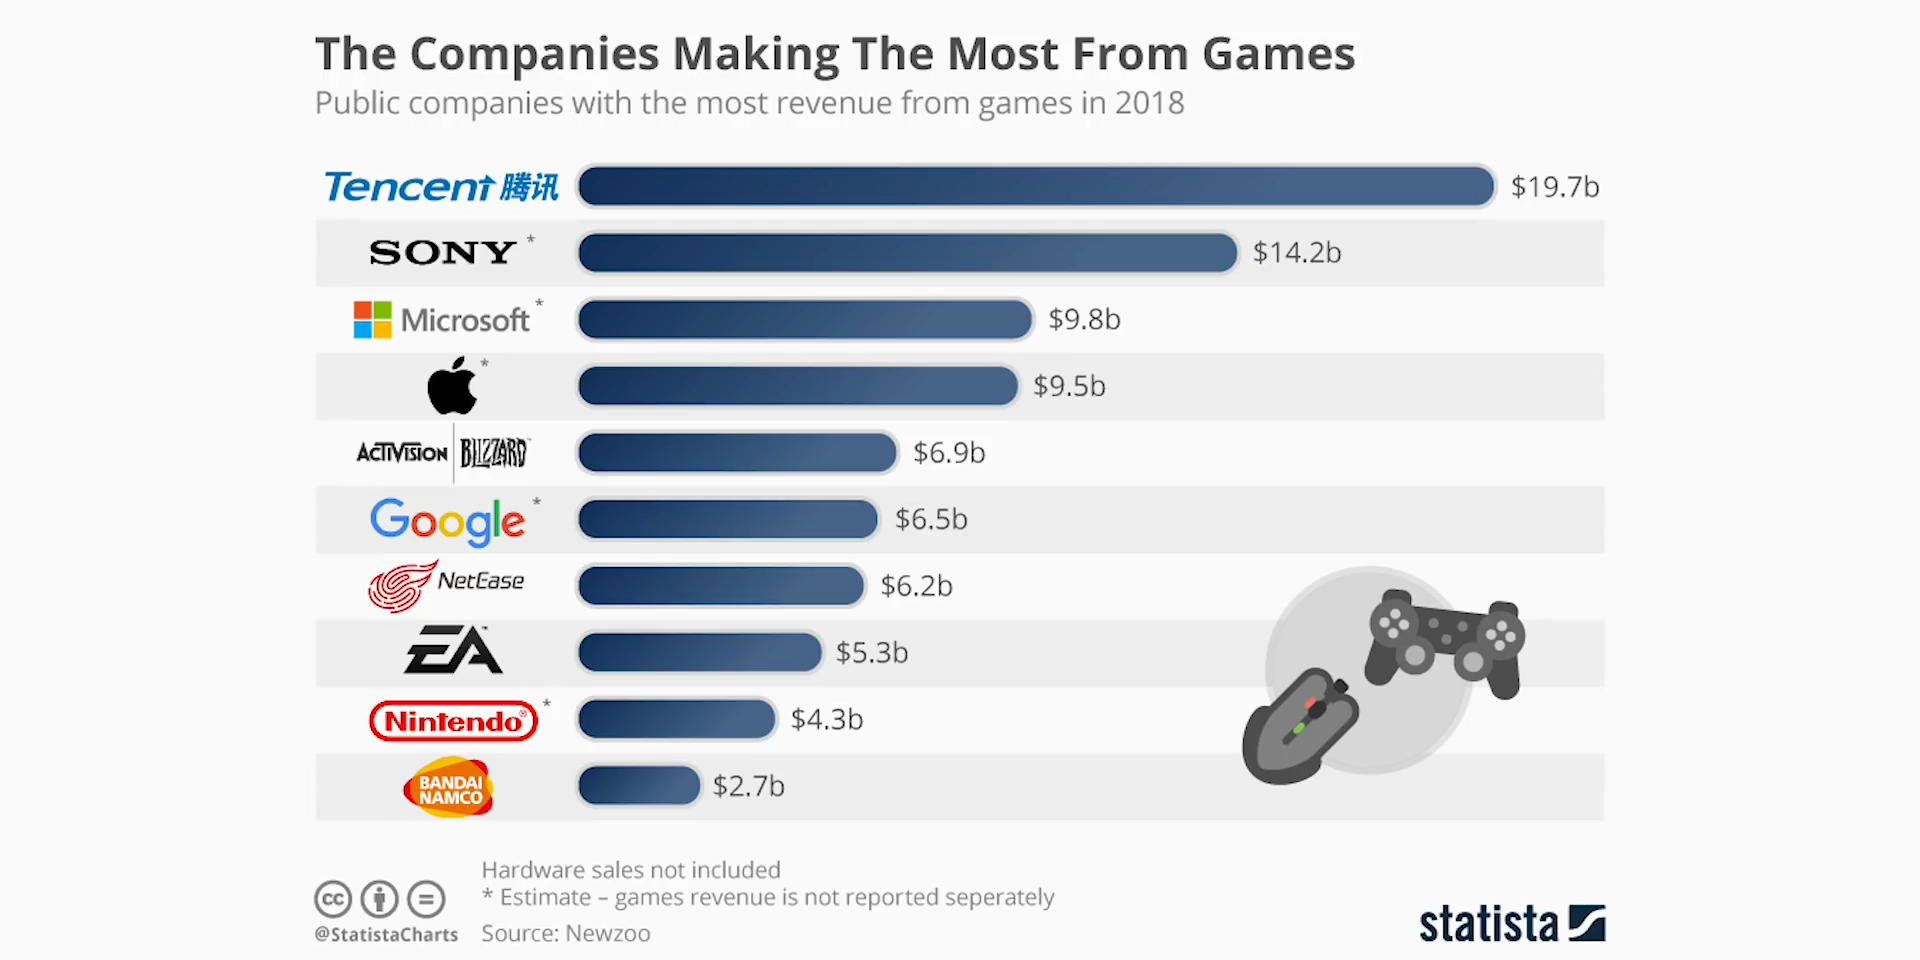 The Companies Making The Most From Games
Public companies with the most revenue from games in 2018
Tencent 腾讯 $19.7b
SONY* $14.2b
Microsoft* $9.8b
* $9.5b
ACTIVISION BLIZZARD™ $6.9b
Google* $6.5b
NetEase $6.2b
EA™ $5.3b
Nintendo®* $4.3b
BANDAI
NAMCO $2.7b
Hardware sales not included
* Estimate – games revenue is not reported seperately
cc
@StatistaCharts Source: Newzoo
statista